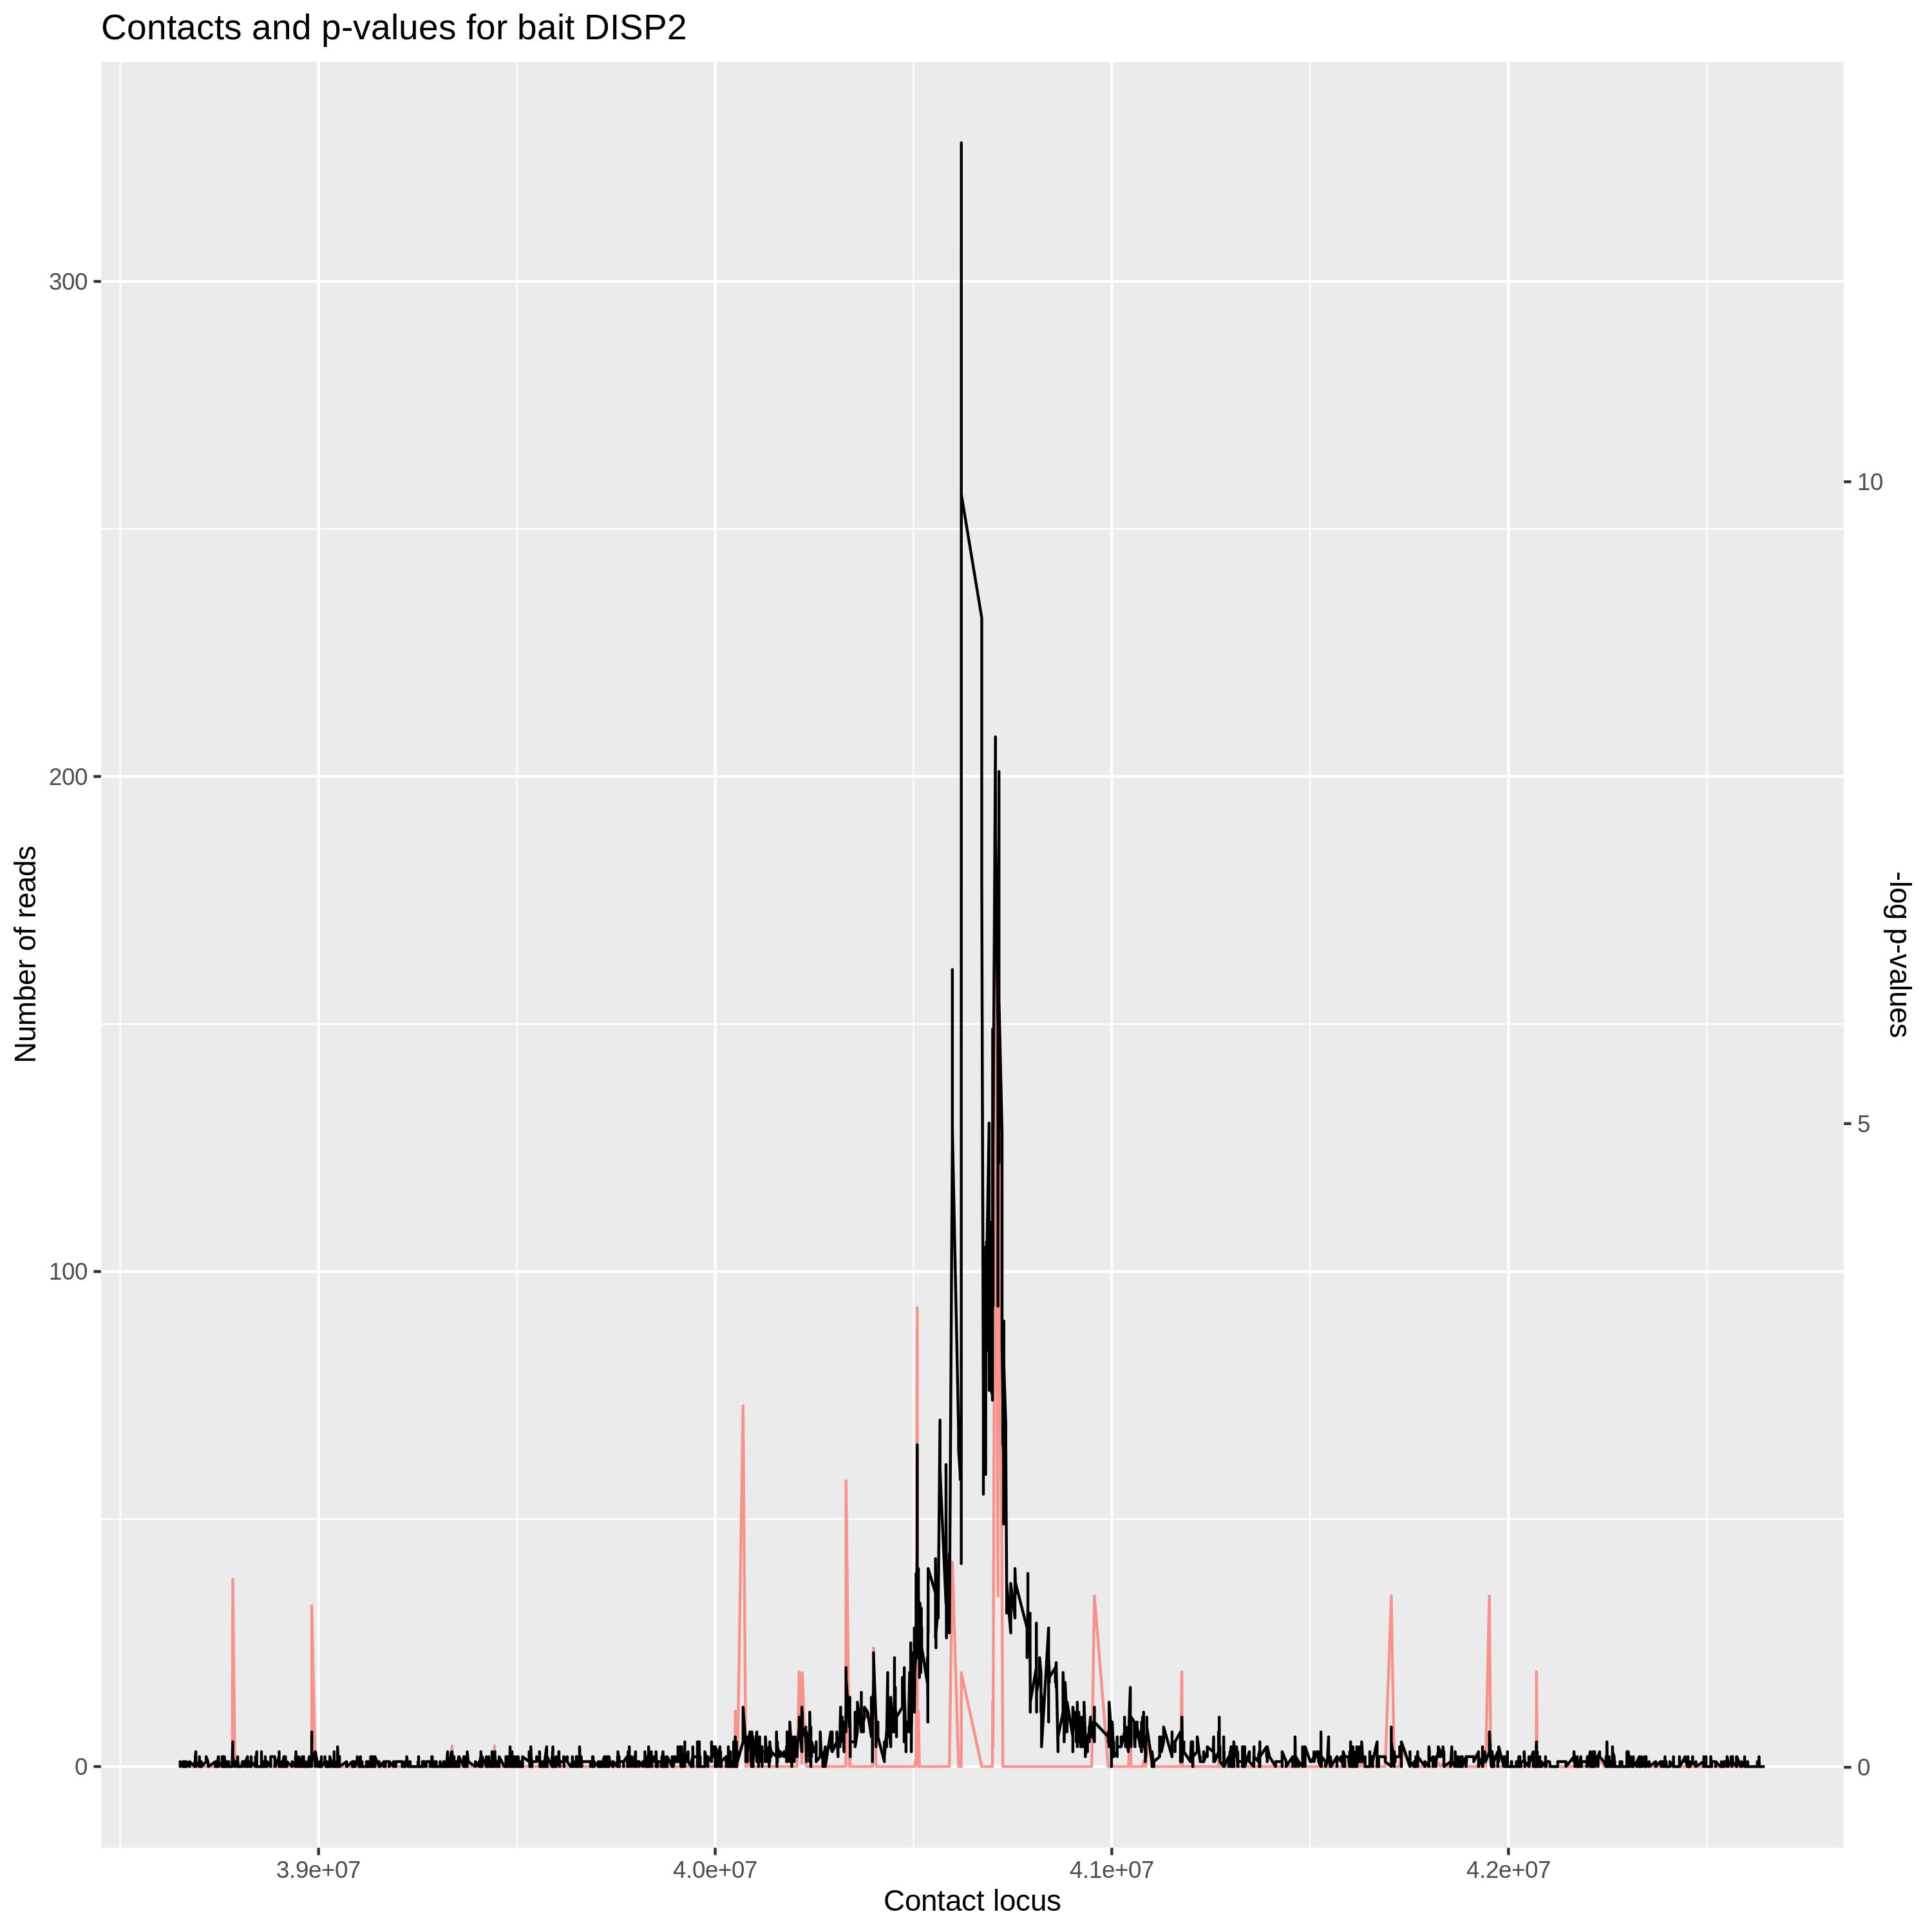 Contacts and p-values for bait DISP2
Number of reads
300
200
100
0
10
5
0
-log p-values
3.9e+07
4.0e+07
4.1e+07
4.2e+07
Contact locus